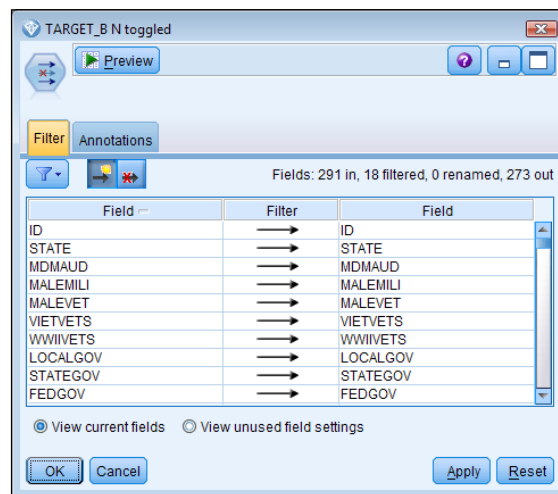 TARGET_B N toggled
Preview
Filter Annotations
Fields: 291 in, 18 filtered, 0 renamed, 273 out
Field Filter Field
ID ID
STATE STATE
MDMAUD MDMAUD
MALEMILI MALEMILI
MALEVET MALEVET
VIETVETS VIETVETS
WWIIVETS WWIIVETS
LOCALGOV LOCALGOV
STATEGOV STATEGOV
FEDGOV FEDGOV
View current fields View unused field settings
OK Cancel Apply Reset